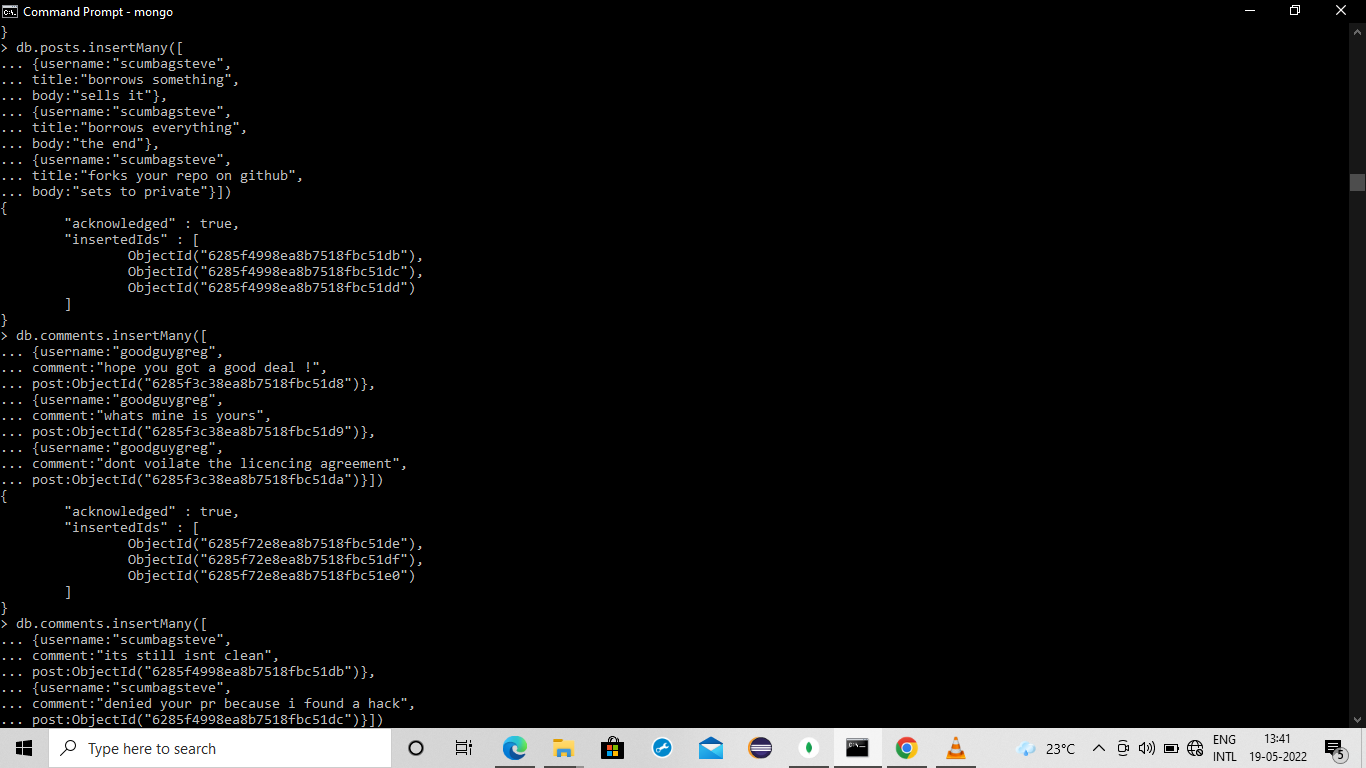 Command Prompt - mongo
}
> db.posts.insertMany([
... {username:"scumbagsteve",
... title:"borrows something",
... body:"sells it"},
... {username:"scumbagsteve",
... title:"borrows everything",
... body:"the end"},
... {username:"scumbagsteve",
... title:"forks your repo on github",
... body:"sets to private"}])
{
        "acknowledged" : true,
        "insertedIds" : [
                ObjectId("6285f4998ea8b7518fbc51db"),
                ObjectId("6285f4998ea8b7518fbc51dc"),
                ObjectId("6285f4998ea8b7518fbc51dd")
        ]
}
> db.comments.insertMany([
... {username:"goodguygreg",
... comment:"hope you got a good deal !",
... post:ObjectId("6285f3c38ea8b7518fbc51d8")},
... {username:"goodguygreg",
... comment:"whats mine is yours",
... post:ObjectId("6285f3c38ea8b7518fbc51d9")},
... {username:"goodguygreg",
... comment:"dont voilate the licencing agreement",
... post:ObjectId("6285f3c38ea8b7518fbc51da")}])
{
        "acknowledged" : true,
        "insertedIds" : [
                ObjectId("6285f72e8ea8b7518fbc51de"),
                ObjectId("6285f72e8ea8b7518fbc51df"),
                ObjectId("6285f72e8ea8b7518fbc51e0")
        ]
}
> db.comments.insertMany([
... {username:"scumbagsteve",
... comment:"its still isnt clean",
... post:ObjectId("6285f4998ea8b7518fbc51db")},
... {username:"scumbagsteve",
... comment:"denied your pr because i found a hack",
... post:ObjectId("6285f4998ea8b7518fbc51dc")}])
Type here to search
23°C
ENG
INTL
13:41
19-05-2022
5